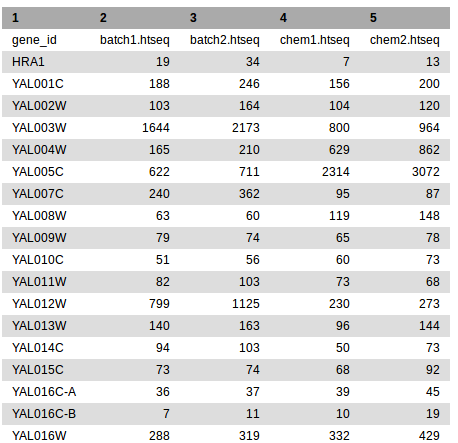 1 2 3 4 5
gene_id batch1.htseq batch2.htseq chem1.htseq chem2.htseq
HRA1 19 34 7 13
YAL001C 188 246 156 200
YAL002W 103 164 104 120
YAL003W 1644 2173 800 964
YAL004W 165 210 629 862
YAL005C 622 711 2314 3072
YAL007C 240 362 95 87
YAL008W 63 60 119 148
YAL009W 79 74 65 78
YAL010C 51 56 60 73
YAL011W 82 103 73 68
YAL012W 799 1125 230 273
YAL013W 140 163 96 144
YAL014C 94 103 50 73
YAL015C 73 74 68 92
YAL016C-A 36 37 39 45
YAL016C-B 7 11 10 19
YAL016W 288 319 332 429